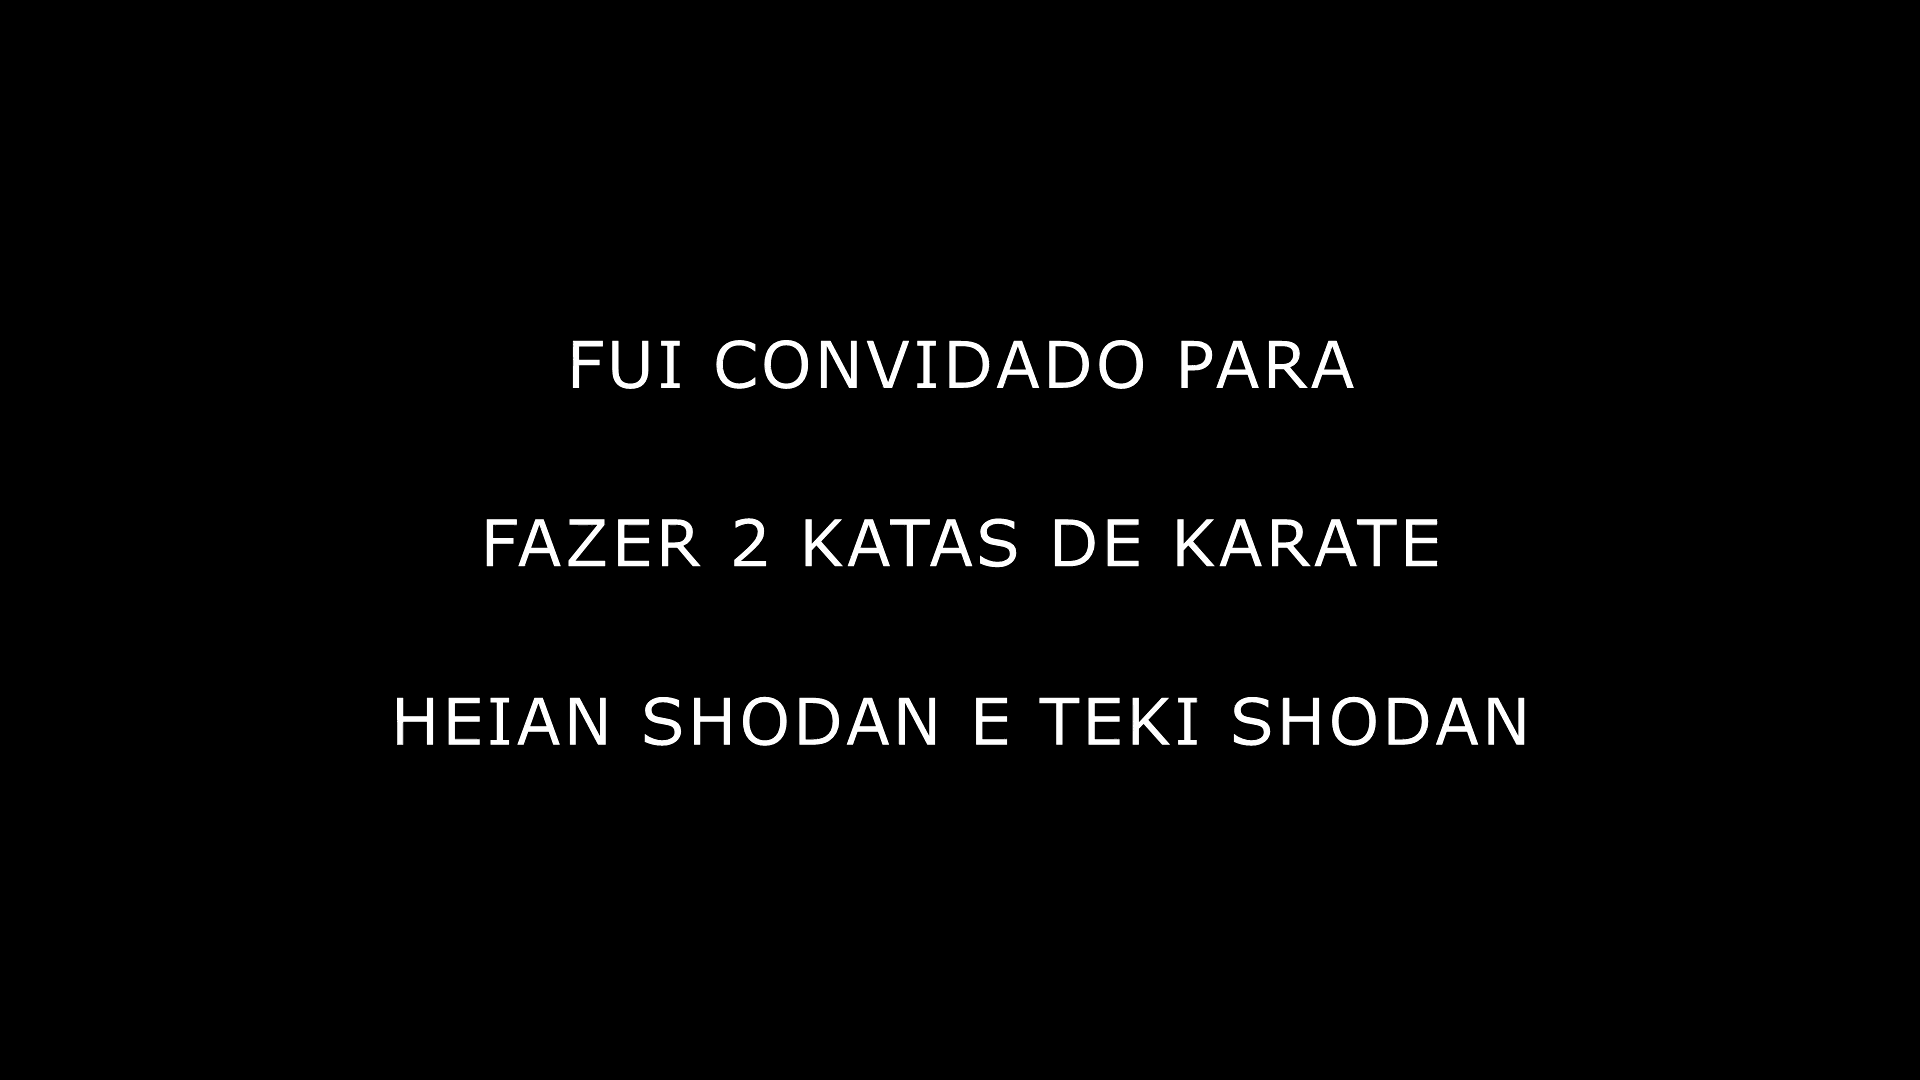 FUI CONVIDADO PARA
FAZER 2 KATAS DE KARATE
HEIAN SHODAN E TEKI SHODAN